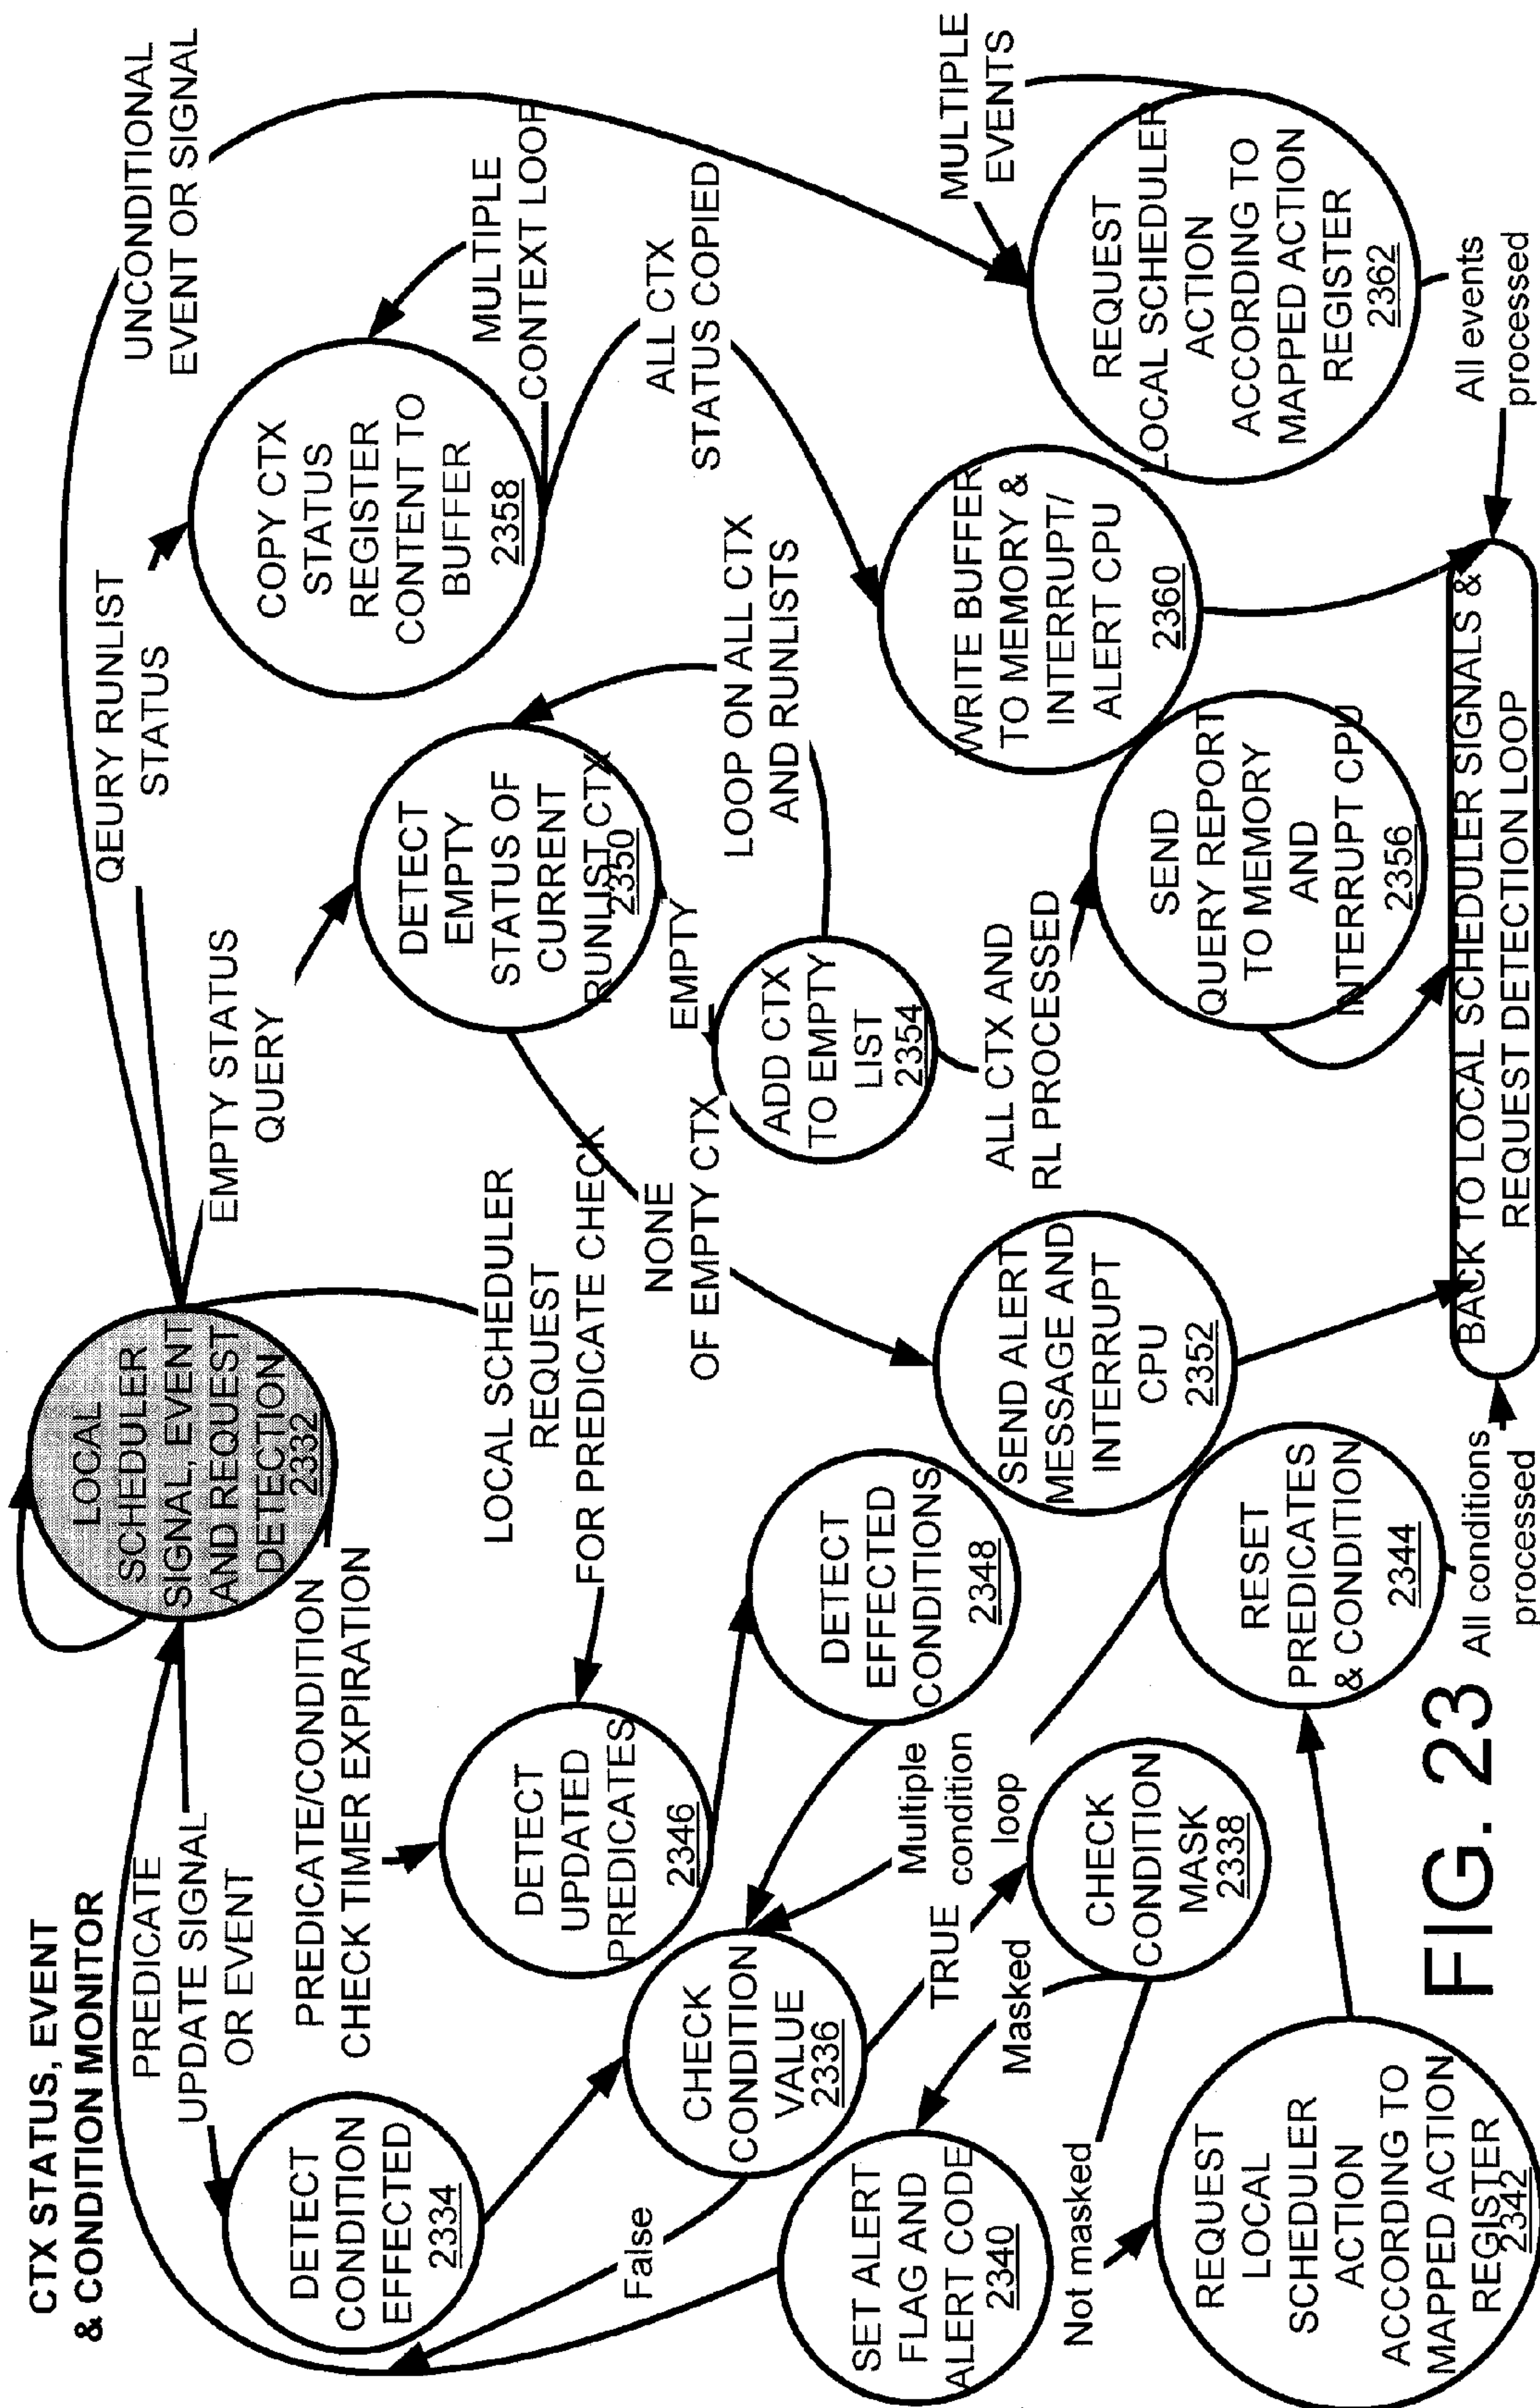 CTX STATUS, EVENT
& CONDITION MONITOR
LOCAL
SCHEDULER
SIGNAL, EVENT
AND REQUEST
DETECTION
2332
PREDICATE
UPDATE SIGNAL
OR EVENT
PREDICATE/CONDITION
CHECK TIMER EXPIRATION
LOCAL SCHEDULER
REQUEST
FOR PREDICATE CHECK
EMPTY STATUS
QUERY
QEURY RUNLIST
STATUS
UNCONDITIONAL
EVENT OR SIGNAL
DETECT
CONDITION
EFFECTED
2334
DETECT
UPDATED
PREDICATES
2346
DETECT
EFFECTED
CONDITIONS
2348
CHECK
CONDITION
VALUE
2336
False
TRUE
Multiple
condition
loop
CHECK
CONDITION
MASK
2338
Masked
Not masked
SET ALERT
FLAG AND
ALERT CODE
2340
REQUEST
LOCAL
SCHEDULER
ACTION
ACCORDING TO
MAPPED ACTION
REGISTER
2342
RESET
PREDICATES
& CONDITION
2344
All conditions
processed
DETECT
EMPTY
STATUS OF
CURRENT
RUNLIST CTX
2350
NONE
OF EMPTY CTX
EMPTY
SEND ALERT
MESSAGE AND
INTERRUPT
CPU
2352
ADD CTX
TO EMPTY
LIST
2354
LOOP ON ALL CTX
AND RUNLISTS
ALL CTX AND
RL PROCESSED
SEND
QUERY REPORT
TO MEMORY
AND
INTERRUPT CPU
2356
COPY CTX
STATUS
REGISTER
CONTENT TO
BUFFER
2358
MULTIPLE
CONTEXT LOOP
ALL CTX
STATUS COPIED
WRITE BUFFER
TO MEMORY &
INTERRUPT/
ALERT CPU
2360
REQUEST
LOCAL SCHEDULER
ACTION
ACCORDING TO
MAPPED ACTION
REGISTER
2362
MULTIPLE
EVENTS
All events
processed
BACK TO LOCAL SCHEDULER SIGNALS &
REQUEST DETECTION LOOP
FIG. 23